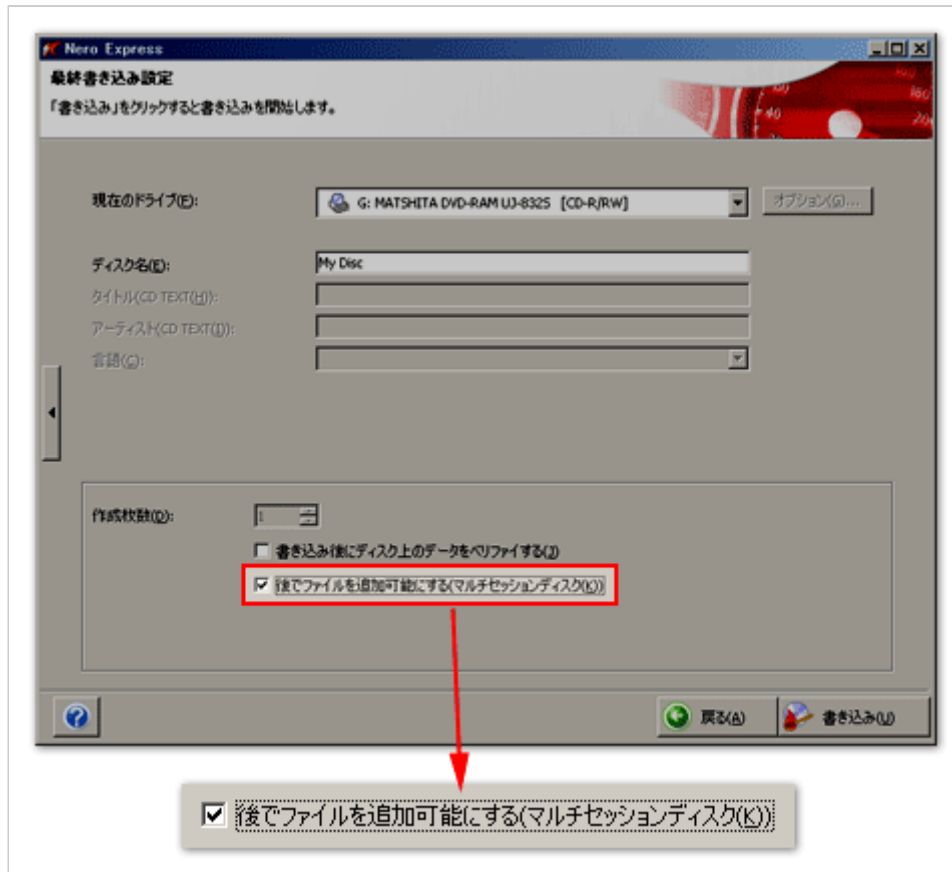 Nero Express
最終書き込み設定
「書き込み」をクリックすると書き込みを開始します。
現在のドライブ(F):
G: MATSHITA DVD-RAM UJ-832S [CD-R/RW]
オプション(G)...
ディスク名(E):
My Disc
タイトル(CD TEXT(H)):
アーティスト(CD TEXT(I)):
言語(C):
作成枚数(D):
1
書き込み後にディスク上のデータをベリファイする(J)
後でファイルを追加可能にする(マルチセッションディスク(K))
戻る(A)
書き込み(U)
後でファイルを追加可能にする(マルチセッションディスク(K))